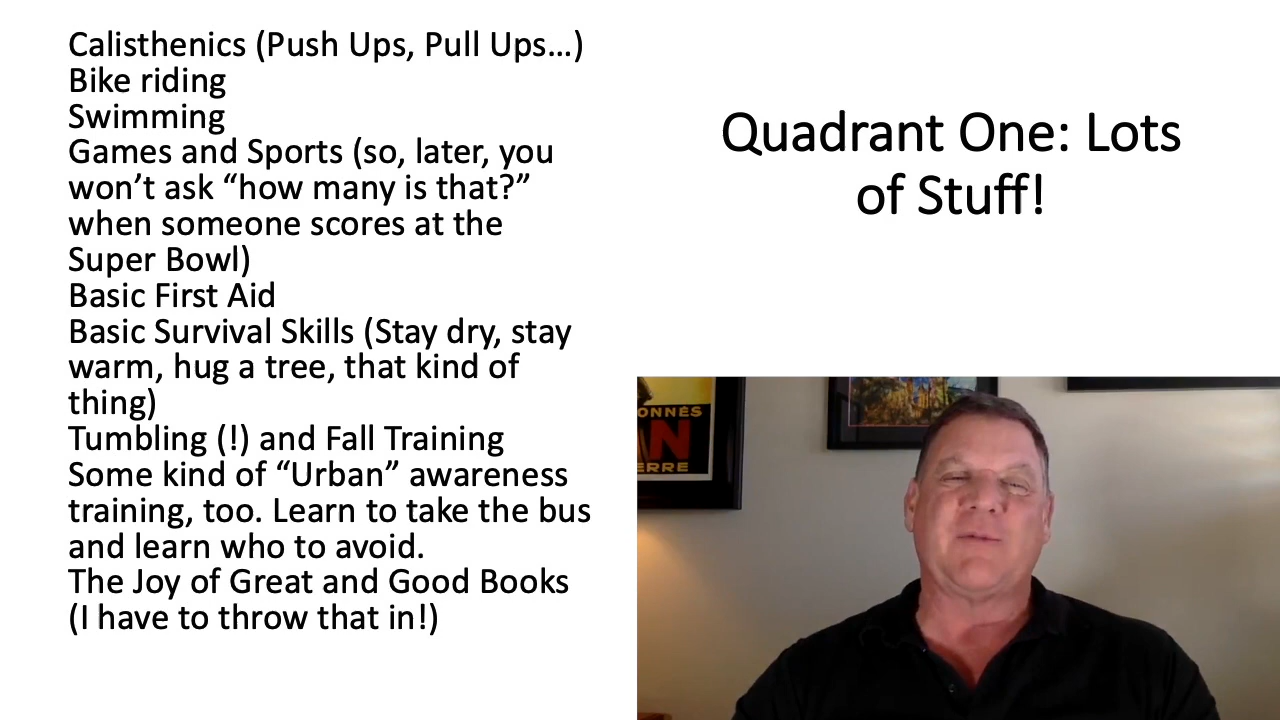 Calisthenics (Push Ups, Pull Ups...)
Bike riding
Swimming
Games and Sports (so, later, you
won’t ask “how many is that?”
when someone scores at the
Super Bowl)
Basic First Aid
Basic Survival Skills (Stay dry, stay
warm, hug a tree, that kind of
thing)
Tumbling (!) and Fall Training
Some kind of “Urban” awareness
training, too. Learn to take the bus
and learn who to avoid.
The Joy of Great and Good Books
(I have to throw that in!)
Quadrant One: Lots
of Stuff!
ONNÉS
N
ERRE